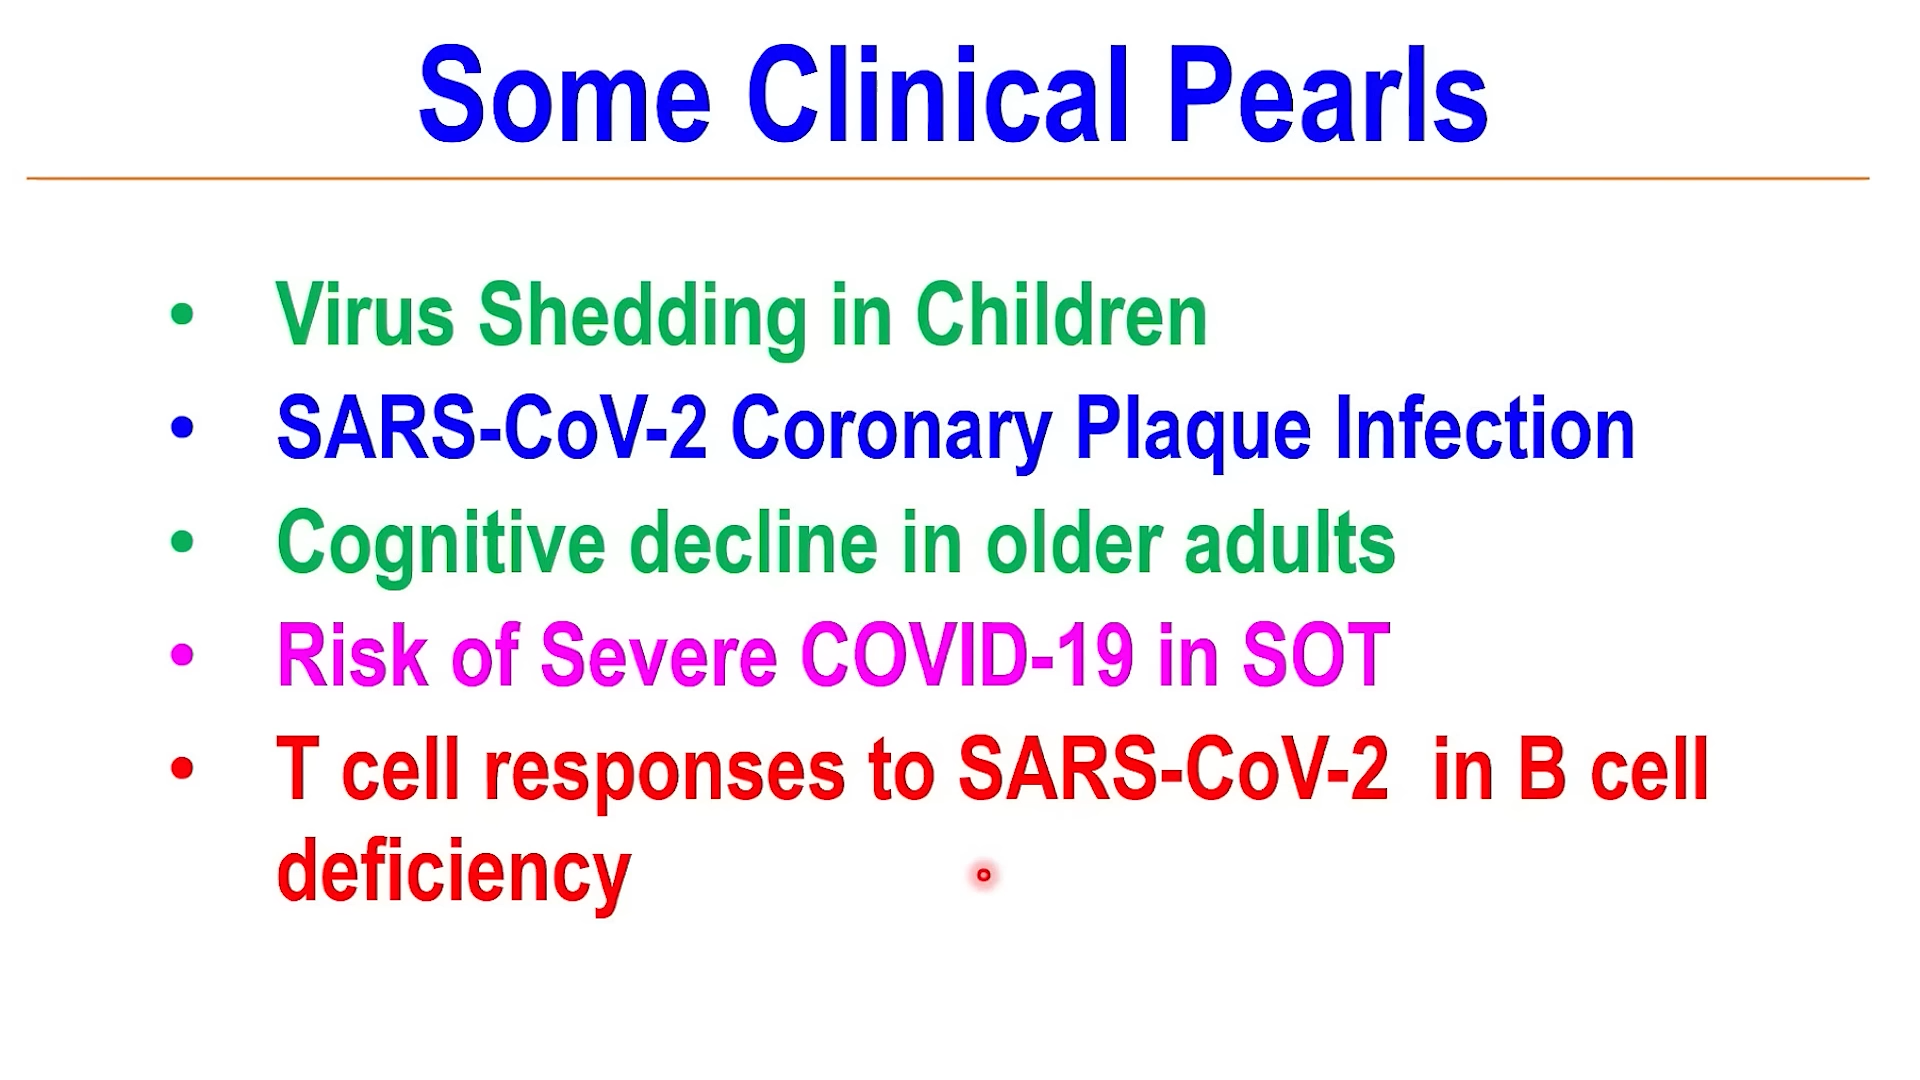 Some Clinical Pearls
• Virus Shedding in Children
• SARS-CoV-2 Coronary Plaque Infection
• Cognitive decline in older adults
• Risk of Severe COVID-19 in SOT
• T cell responses to SARS-CoV-2  in B cell
deficiency